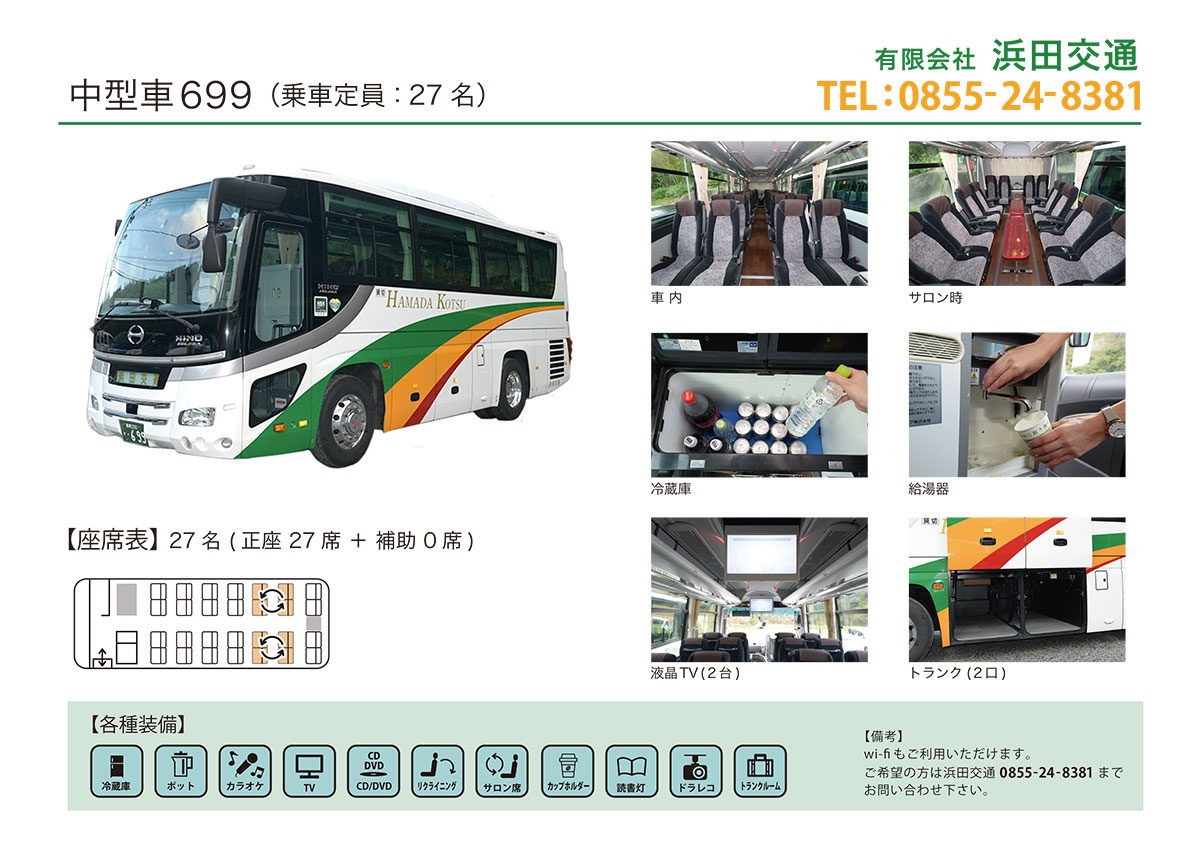 有限会社 浜田交通
中型車699（乗車定員：27名）
TEL：0855-24-8381
貸切 HAMADA KOTSU
HINO
HINO
699
車 内
サロン時
冷蔵庫
給湯器
【座席表】27名 (正座 27席 ＋ 補助 0席)
貸切
液晶TV(2台)
トランク(2口)
【各種装備】
冷蔵庫
ポット
カラオケ
TV
CD
DVD
CD/DVD
リクライニング
サロン席
カップホルダー
読書灯
ドラレコ
トランクルーム
【備考】
wi-fiもご利用いただけます。
ご希望の方は浜田交通 0855-24-8381 まで
お問い合わせ下さい。